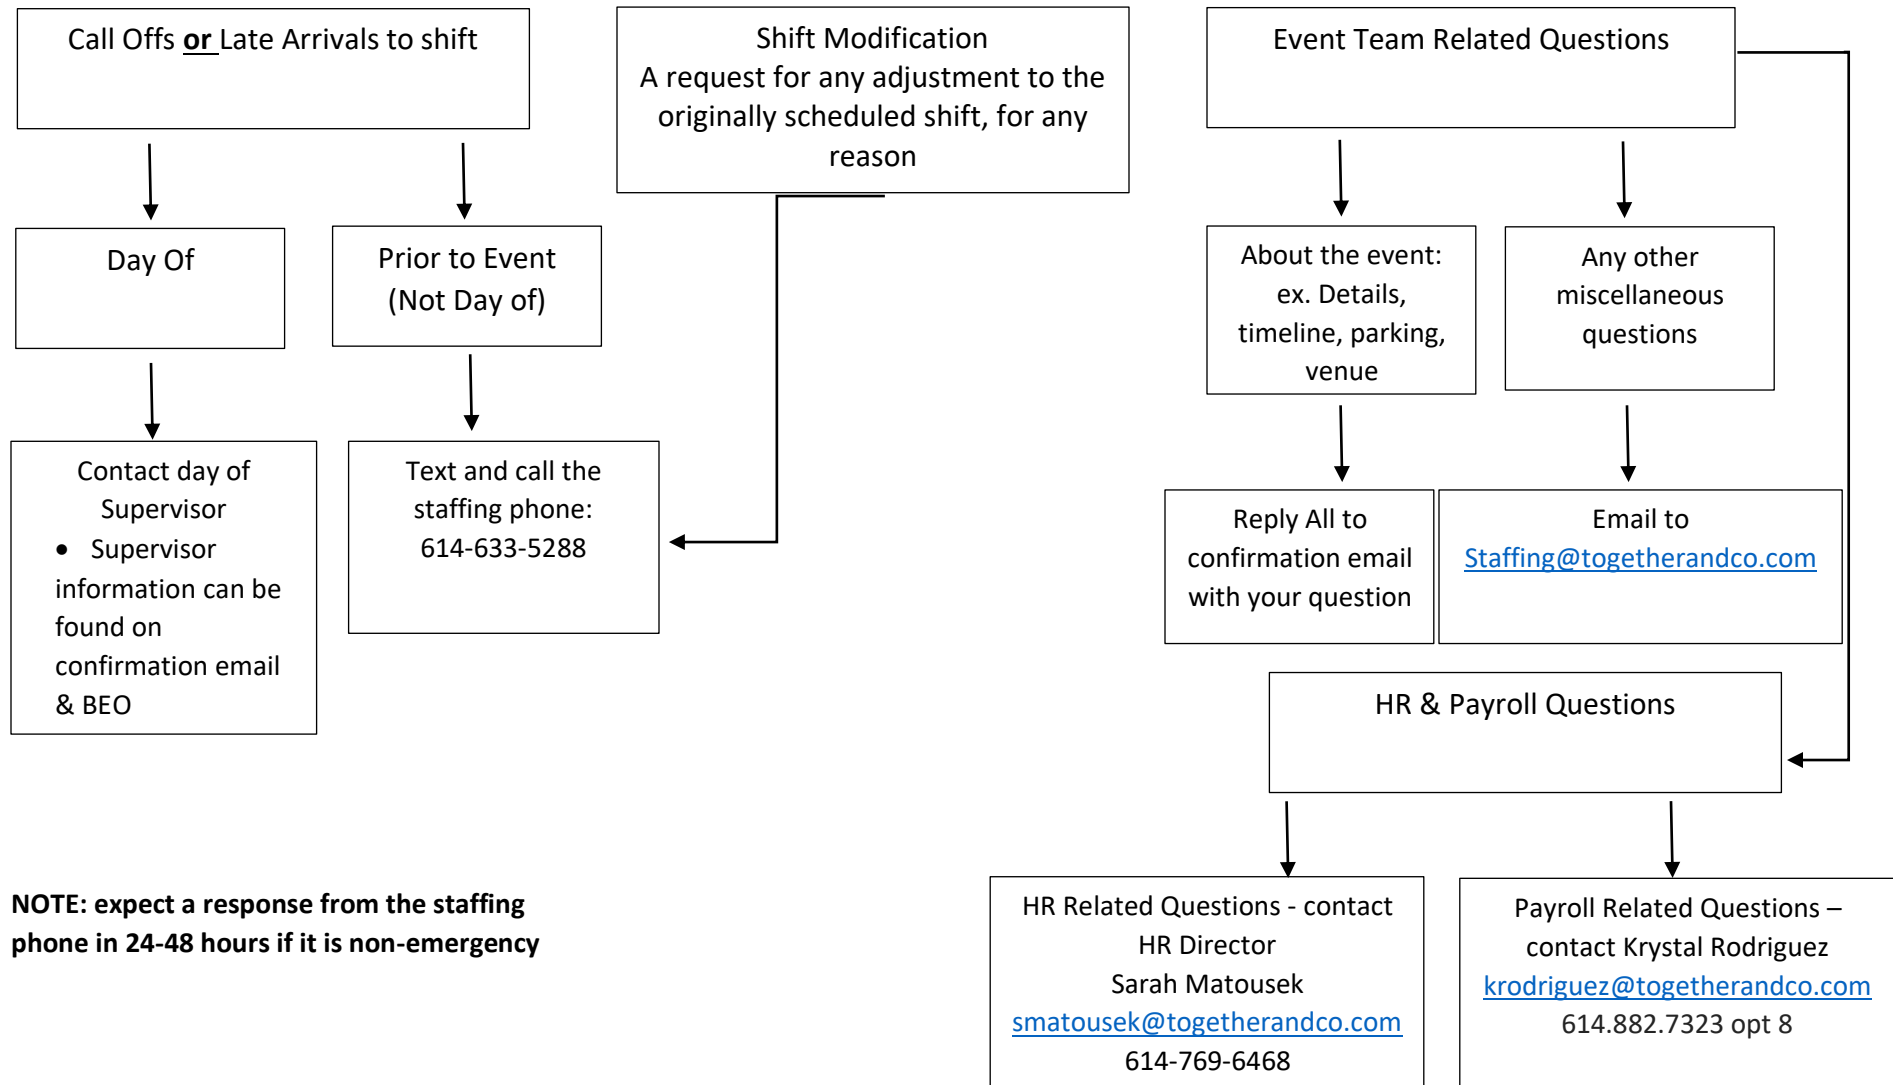 Call Offs or Late Arrivals to shift
Day Of
Prior to Event
(Not Day of)
Contact day of
Supervisor
• Supervisor
information can be
found on
confirmation email
& BEO
Text and call the
staffing phone:
614-633-5288
Shift Modification
A request for any adjustment to the
originally scheduled shift, for any
reason
Event Team Related Questions
About the event:
ex. Details,
timeline, parking,
venue
Any other
miscellaneous
questions
Reply All to
confirmation email
with your question
Email to
Staffing@togetherandco.com
HR & Payroll Questions
HR Related Questions - contact
HR Director
Sarah Matousek
smatousek@togetherandco.com
614-769-6468
Payroll Related Questions –
contact Krystal Rodriguez
krodriguez@togetherandco.com
614.882.7323 opt 8
NOTE: expect a response from the staffing
phone in 24-48 hours if it is non-emergency